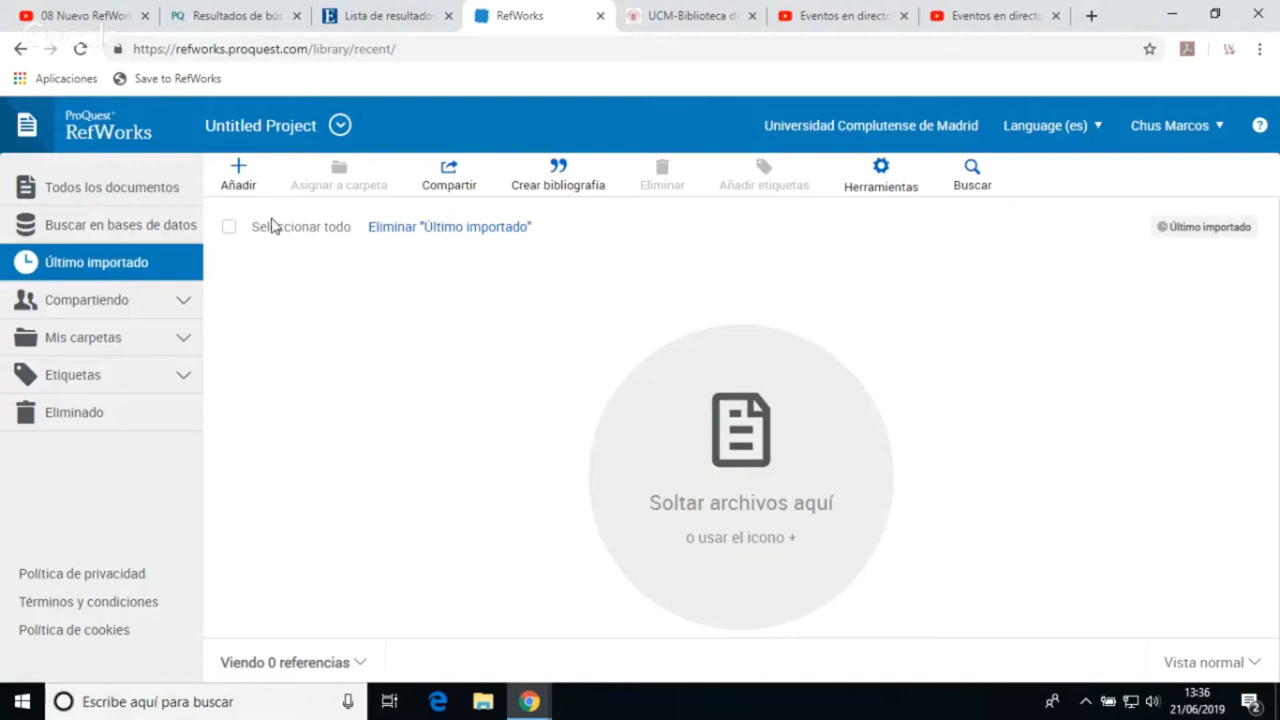 08 Nuevo RefWor
Resultados de bús
Lista de resultados
RefWorks
UCM-Biblioteca
Eventos en direct
Eventos en direct
https://refworks.proquest.com/library/recent/
Aplicaciones
Save to RefWorks
ProQuest
RefWorks
Untitled Project
Universidad Complutense de Madrid
Language (es)
Chus Marcos
?
Todos los documentos
Buscar en bases de datos
Último importado
Compartiendo
Mis carpetas
Etiquetas
Eliminado
Política de privacidad
Términos y condiciones
Política de cookies
Añadir
Asignar a carpeta
Compartir
Crear bibliografía
Eliminar
Añadir etiquetas
Herramientas
Buscar
Seleccionar todo
Eliminar "Último importado"
Último importado
Soltar archivos aquí
o usar el icono +
Viendo 0 referencias
Vista normal
Escribe aquí para buscar
13:36
21/06/2019
2